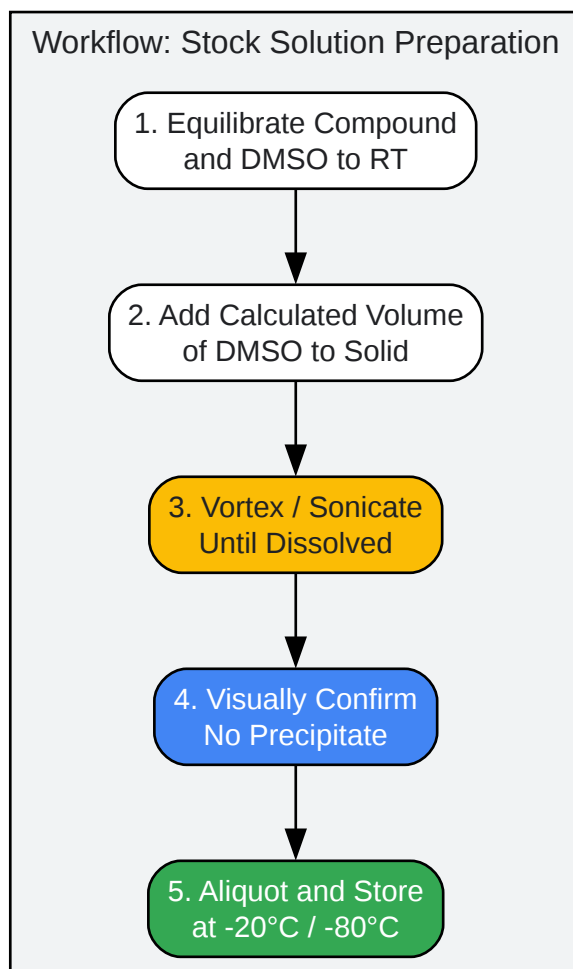 Workflow: Stock Solution Preparation
1. Equilibrate Compound
and DMSO to RT
2. Add Calculated Volume
of DMSO to Solid
3. Vortex / Sonicate
Until Dissolved
4. Visually Confirm
No Precipitate
5. Aliquot and Store
at -20°C / -80°C